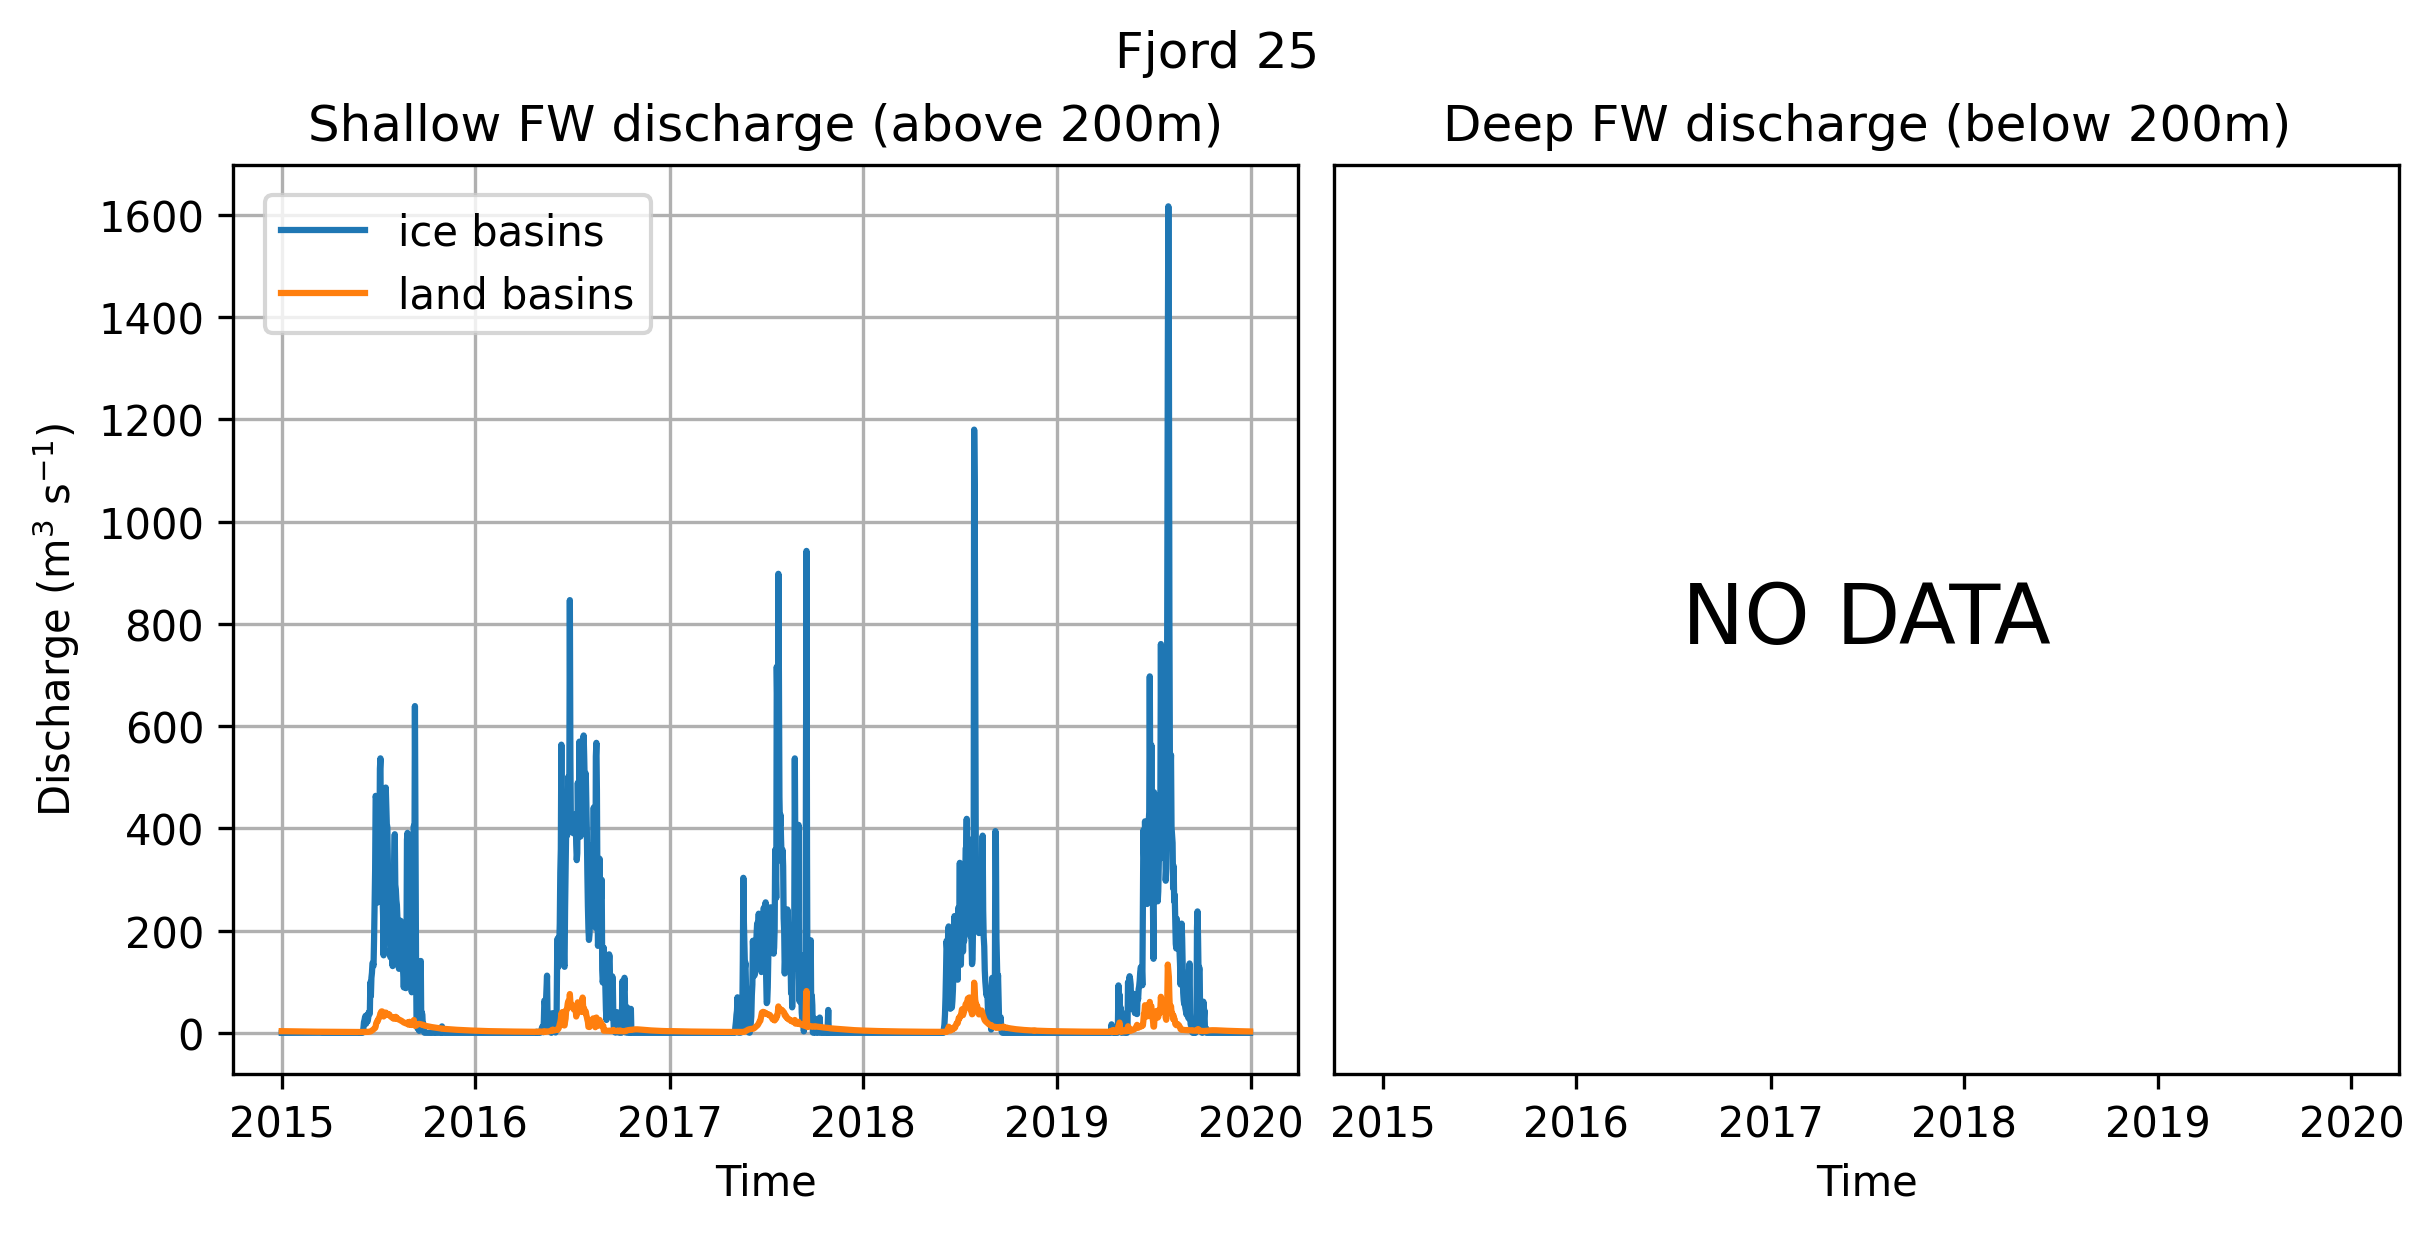 Fjord 25
Shallow FW discharge (above 200m)
Deep FW discharge (below 200m)
ice basins
land basins
1600
1400
1200
1000
800
600
400
200
0
Discharge (m³ s⁻¹)
NO DATA
2015 2016 2017 2018 2019 2020
Time
2015 2016 2017 2018 2019 2020
Time